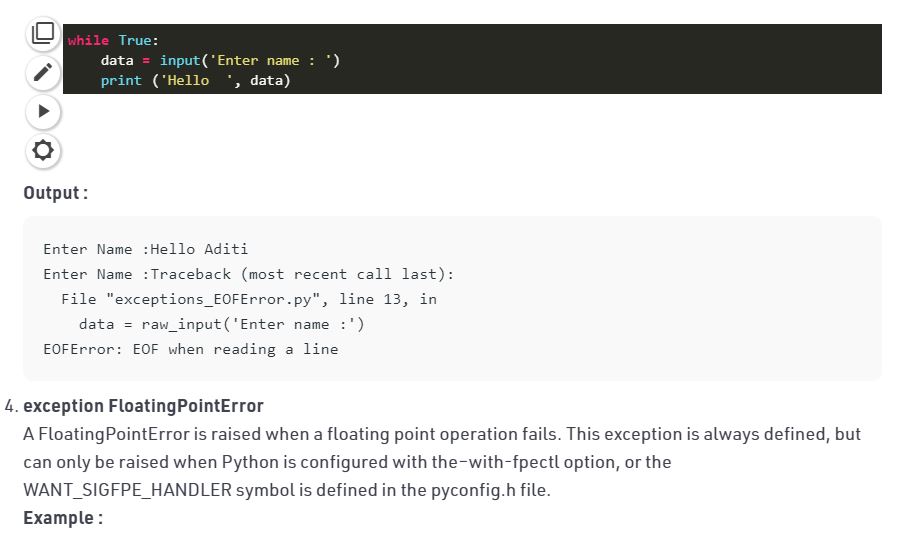 while True:
    data = input('Enter name : ')
    print ('Hello  ', data)
Output :
Enter Name :Hello Aditi
Enter Name :Traceback (most recent call last):
  File "exceptions_EOFError.py", line 13, in
    data = raw_input('Enter name :')
EOFError: EOF when reading a line
4. exception FloatingPointError
A FloatingPointError is raised when a floating point operation fails. This exception is always defined, but
can only be raised when Python is configured with the–with-fpectl option, or the
WANT_SIGFPE_HANDLER symbol is defined in the pyconfig.h file.
Example :